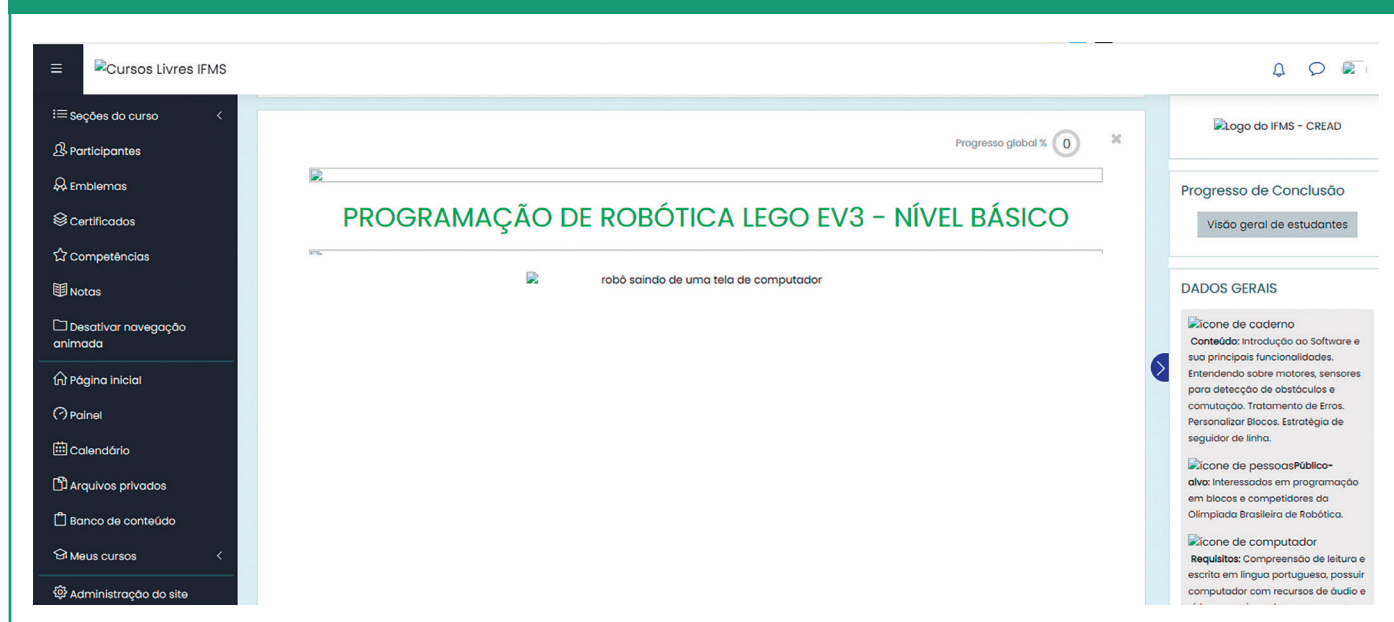 Cursos Livres IFMS
Seções do curso
Participantes
Emblemas
Certificados
Competências
Notas
Desativar navegação
animada
Página inicial
Painel
Calendário
Arquivos privados
Banco de conteúdo
Meus cursos
Administração do site
Progresso global %
0
PROGRAMAÇÃO DE ROBÓTICA LEGO EV3 - NÍVEL BÁSICO
robô saindo de uma tela de computador
Logo do IFMS - CREAD
Progresso de Conclusão
Visão geral de estudantes
DADOS GERAIS
ícone de caderno
Conteúdo: Introdução ao Software e
sua principais funcionalidades.
Entendendo sobre motores, sensores
para detecção de obstáculos e
comutação. Tratamento de Erros.
Personalizar Blocos. Estratégia de
seguidor de linha.
ícone de pessoasPúblico-
alvo: Interessados em programação
em blocos e competidores da
Olimpíada Brasileira de Robótica.
ícone de computador
Requisitos: Compreensão de leitura e
escrita em língua portuguesa, possuir
computador com recursos de áudio e